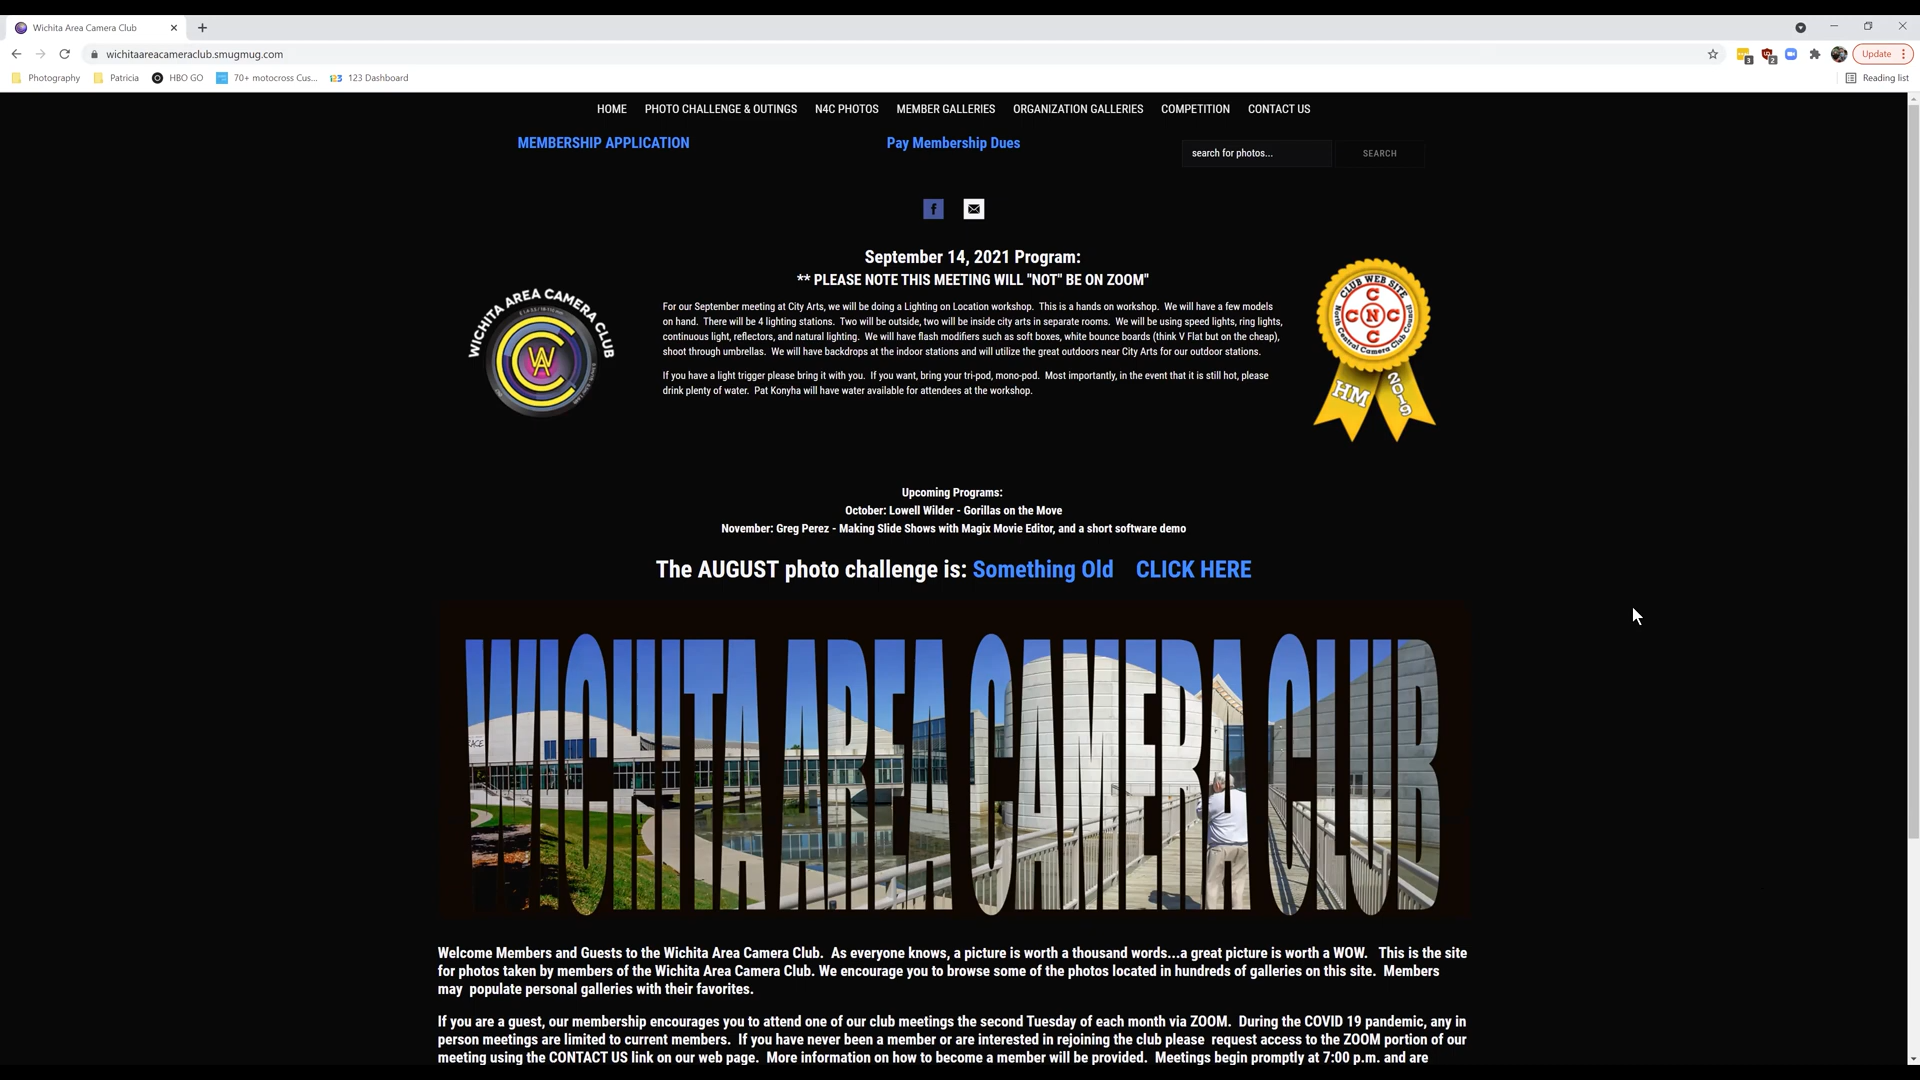 Wichita Area Camera Club
wichitaareacameraclub.smugmug.com
3
2
Update
Photography
Patricia
HBO GO
70+ motocross Cus...
123 Dashboard
Reading list
HOME
PHOTO CHALLENGE & OUTINGS
N4C PHOTOS
MEMBER GALLERIES
ORGANIZATION GALLERIES
COMPETITION
CONTACT US
MEMBERSHIP APPLICATION
Pay Membership Dues
search for photos...
SEARCH
September 14, 2021 Program:
** PLEASE NOTE THIS MEETING WILL "NOT" BE ON ZOOM"
For our September meeting at City Arts, we will be doing a Lighting on Location workshop. This is a hands on workshop. We will have a few models
on hand. There will be 4 lighting stations. Two will be outside, two will be inside city arts in separate rooms. We will be using speed lights, ring lights,
continuous light, reflectors, and natural lighting. We will have flash modifiers such as soft boxes, white bounce boards (think V Flat but on the cheap),
shoot through umbrellas. We will have backdrops at the indoor stations and will utilize the great outdoors near City Arts for our outdoor stations.
If you have a light trigger please bring it with you. If you want, bring your tri-pod, mono-pod. Most importantly, in the event that it is still hot, please
drink plenty of water. Pat Konyha will have water available for attendees at the workshop.
WICHITA AREA CAMERA CLUB
CLUB WEB SITE
C
C N C
C
North Central Camera Club Council
HM
2019
Upcoming Programs:
October: Lowell Wilder - Gorillas on the Move
November: Greg Perez - Making Slide Shows with Magix Movie Editor, and a short software demo
The AUGUST photo challenge is: Something Old CLICK HERE
WICHITA AREA CAMERA CLUB
Welcome Members and Guests to the Wichita Area Camera Club. As everyone knows, a picture is worth a thousand words...a great picture is worth a WOW. This is the site
for photos taken by members of the Wichita Area Camera Club. We encourage you to browse some of the photos located in hundreds of galleries on this site. Members
may populate personal galleries with their favorites.
If you are a guest, our membership encourages you to attend one of our club meetings the second Tuesday of each month via ZOOM. During the COVID 19 pandemic, any in
person meetings are limited to current members. If you have never been a member or are interested in rejoining the club please request access to the ZOOM portion of our
meeting using the CONTACT US link on our web page. More information on how to become a member will be provided. Meetings begin promptly at 7:00 p.m. and are